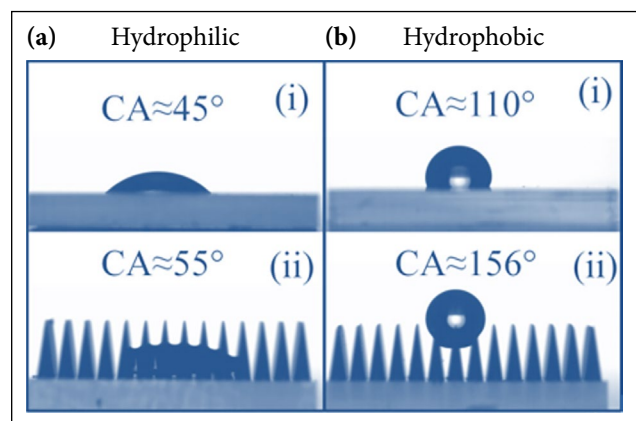 (a) Hydrophilic (b) Hydrophobic
CA≈45° (i) CA≈110° (i)
CA≈55° (ii) CA≈156° (ii)